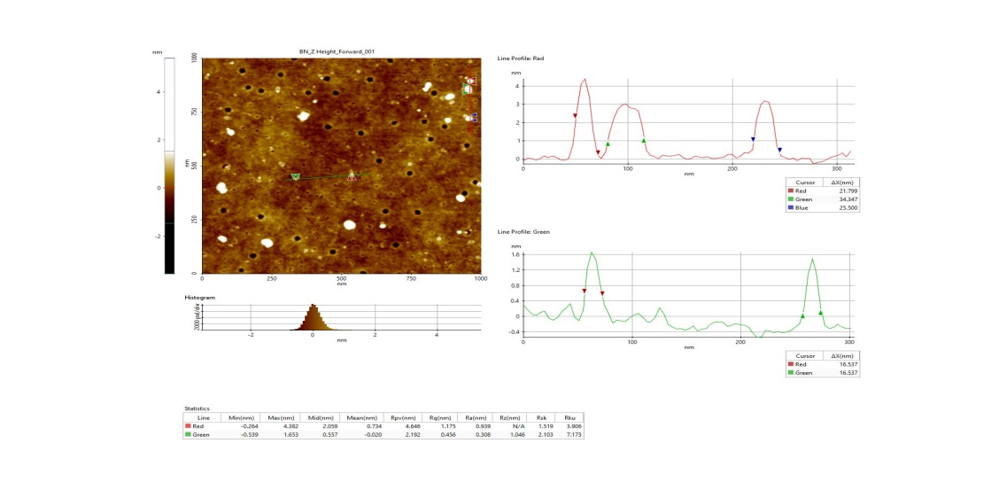 BN_Z Height_Forward_001
nm
4
2
0
-2
1000
750
500
250
0
nm
0 250 500 750 1000
nm
Line Profile: Red
nm
4
3
2
1
0
0 100 200 300
nm
Cursor ΔX(nm)
Red 21.799
Green 34.347
Blue 25.500
Line Profile: Green
nm
1.6
1.2
0.8
0.4
0
-0.4
0 100 200 300
nm
Cursor ΔX(nm)
Red 16.537
Green 16.537
Histogram
-2 0 2 4
nm
Statistics
Line Min(nm) Max(nm) Mid(nm) Mean(nm) Rpv(nm) Rq(nm) Ra(nm) Rz(nm) Rsk Rku
Red -0.264 4.382 2.059 0.734 4.646 1.175 0.939 N/A 1.519 3.906
Green -0.539 1.653 0.557 -0.020 2.192 0.456 0.308 1.046 2.103 7.173